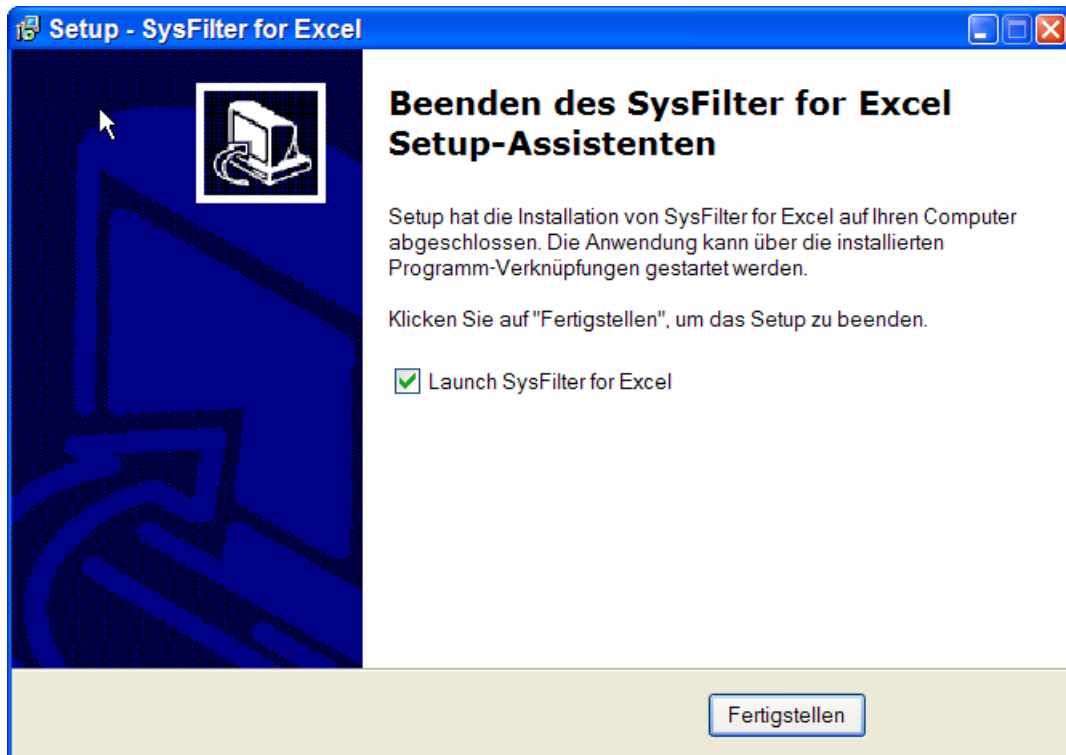 Setup - SysFilter for Excel
Beenden des SysFilter for Excel
Setup-Assistenten
Setup hat die Installation von SysFilter for Excel auf Ihren Computer
abgeschlossen. Die Anwendung kann über die installierten
Programm-Verknüpfungen gestartet werden.
Klicken Sie auf "Fertigstellen", um das Setup zu beenden.
Launch SysFilter for Excel
Fertigstellen